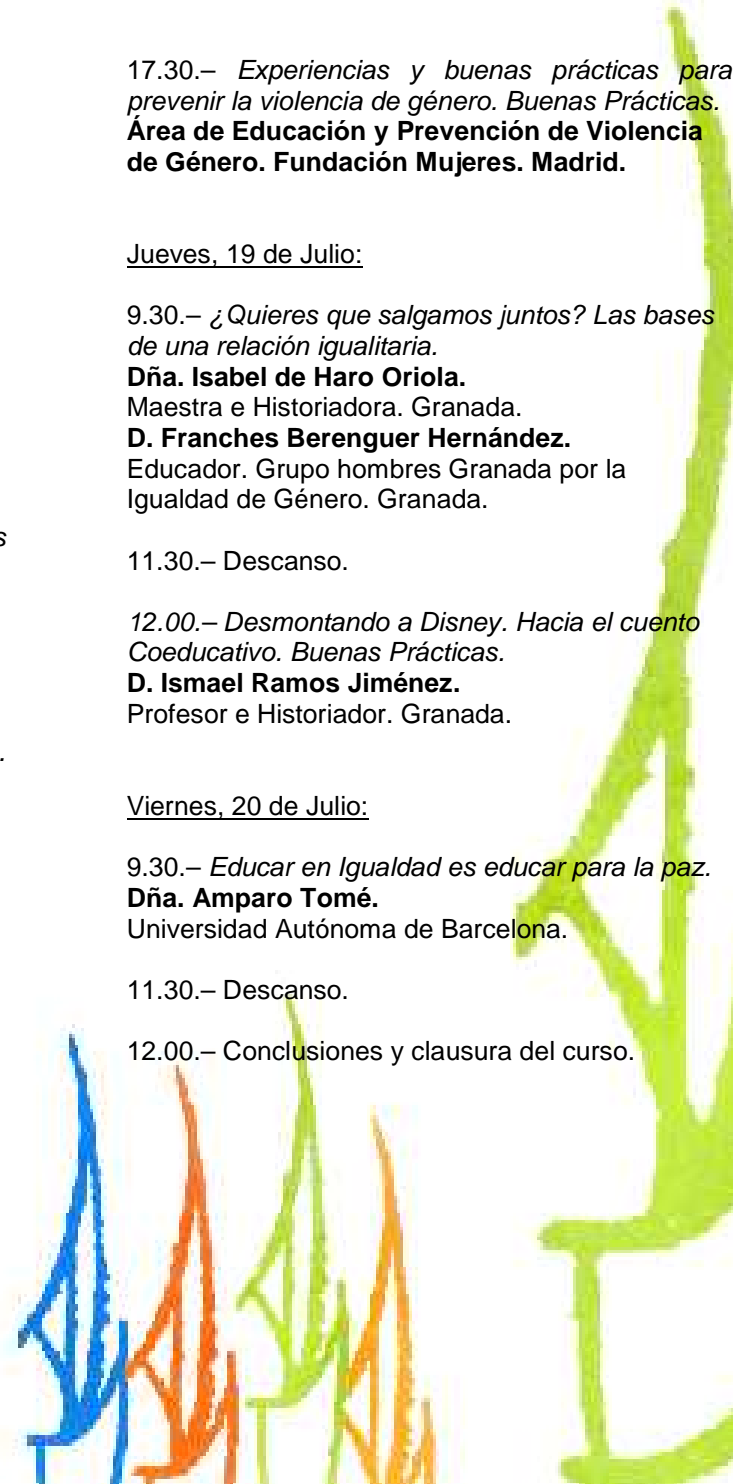 17.30.– Experiencias y buenas prácticas para
prevenir la violencia de género. Buenas Prácticas.
Área de Educación y Prevención de Violencia
de Género. Fundación Mujeres. Madrid.
Jueves, 19 de Julio:
9.30.– ¿Quieres que salgamos juntos? Las bases
de una relación igualitaria.
Dña. Isabel de Haro Oriola.
Maestra e Historiadora. Granada.
D. Franches Berenguer Hernández.
Educador. Grupo hombres Granada por la
Igualdad de Género. Granada.
11.30.– Descanso.
12.00.– Desmontando a Disney. Hacia el cuento
Coeducativo. Buenas Prácticas.
D. Ismael Ramos Jiménez.
Profesor e Historiador. Granada.
Viernes, 20 de Julio:
9.30.– Educar en Igualdad es educar para la paz.
Dña. Amparo Tomé.
Universidad Autónoma de Barcelona.
11.30.– Descanso.
12.00.– Conclusiones y clausura del curso.